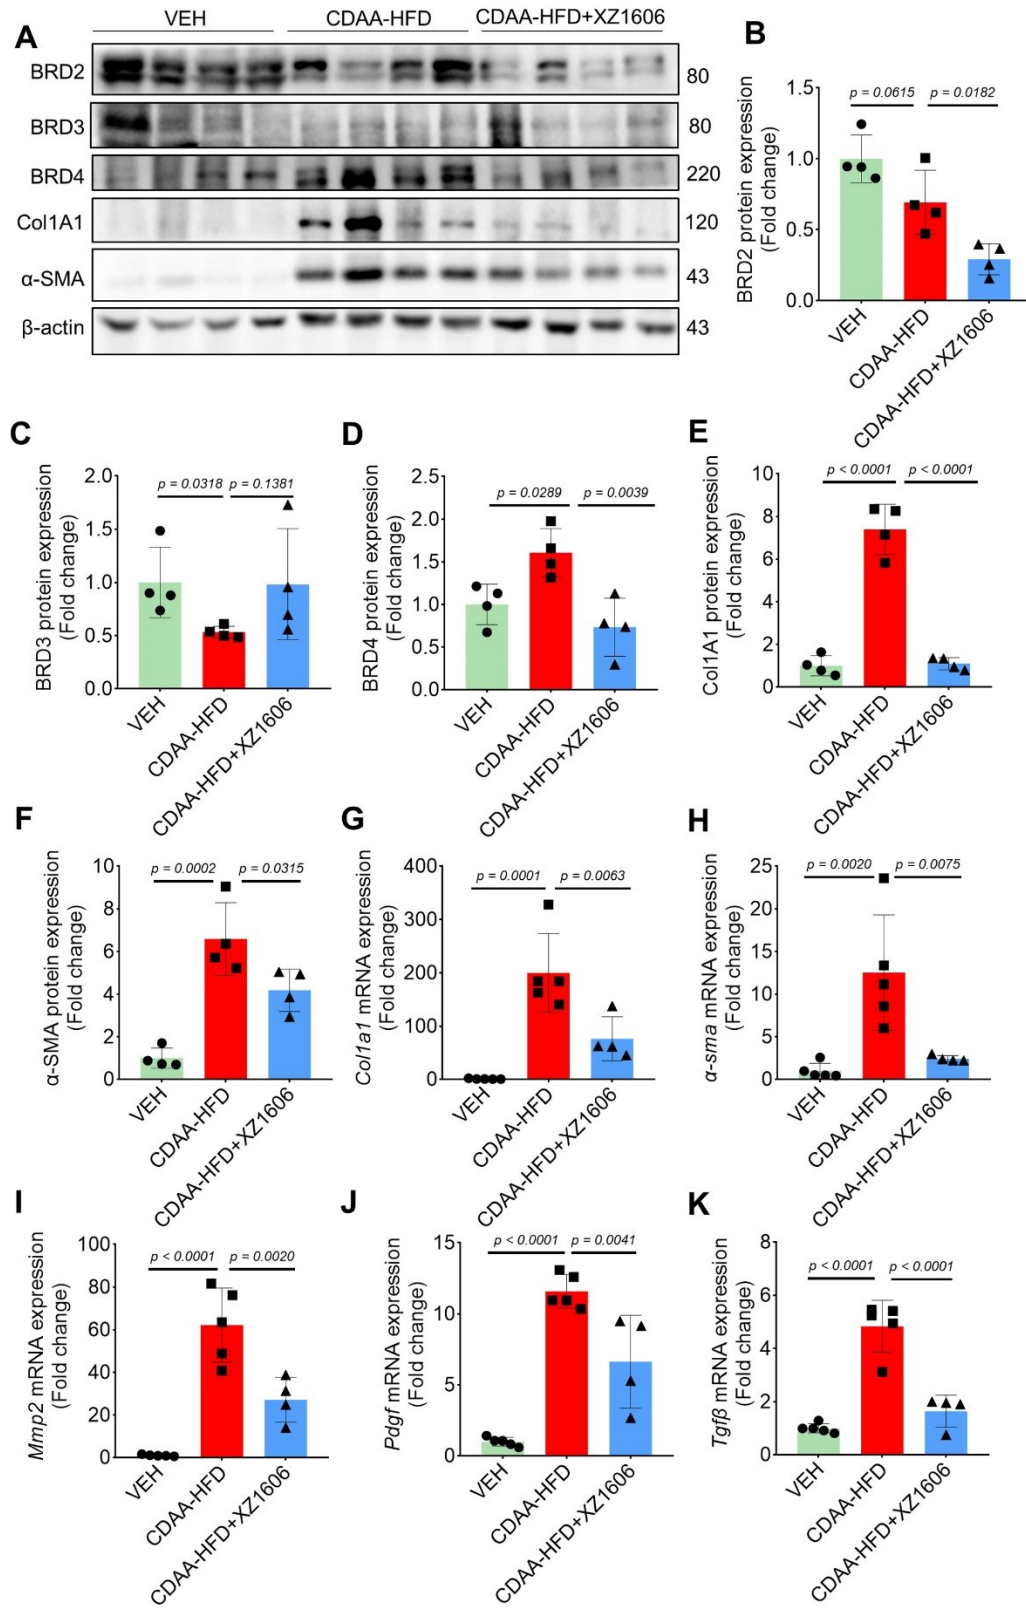 A
VEH
CDAA-HFD
CDAA-HFD+XZ1606
BRD2
80
BRD3
80
BRD4
220
Col1A1
120
α-SMA
43
β-actin
43
B
BRD2 protein expression
(Fold change)
1.5
1.0
0.5
0.0
p = 0.0615
p = 0.0182
VEH
CDAA-HFD
CDAA-HFD+XZ1606
C
BRD3 protein expression
(Fold change)
2.0
1.5
1.0
0.5
0.0
p = 0.0318
p = 0.1381
VEH
CDAA-HFD
CDAA-HFD+XZ1606
D
BRD4 protein expression
(Fold change)
2.5
2.0
1.5
1.0
0.5
0.0
p = 0.0289
p = 0.0039
VEH
CDAA-HFD
CDAA-HFD+XZ1606
E
Col1A1 protein expression
(Fold change)
10
8
6
4
2
0
p < 0.0001
p < 0.0001
VEH
CDAA-HFD
CDAA-HFD+XZ1606
F
α-SMA protein expression
(Fold change)
10
8
6
4
2
0
p = 0.0002
p = 0.0315
VEH
CDAA-HFD
CDAA-HFD+XZ1606
G
Col1a1 mRNA expression
(Fold change)
400
300
200
100
0
p = 0.0001
p = 0.0063
VEH
CDAA-HFD
CDAA-HFD+XZ1606
H
α-sma mRNA expression
(Fold change)
25
20
15
10
5
0
p = 0.0020
p = 0.0075
VEH
CDAA-HFD
CDAA-HFD+XZ1606
I
Mmp2 mRNA expression
(Fold change)
100
80
60
40
20
0
p < 0.0001
p = 0.0020
VEH
CDAA-HFD
CDAA-HFD+XZ1606
J
Pdgf mRNA expression
(Fold change)
15
10
5
0
p < 0.0001
p = 0.0041
VEH
CDAA-HFD
CDAA-HFD+XZ1606
K
Tgfβ mRNA expression
(Fold change)
8
6
4
2
0
p < 0.0001
p < 0.0001
VEH
CDAA-HFD
CDAA-HFD+XZ1606